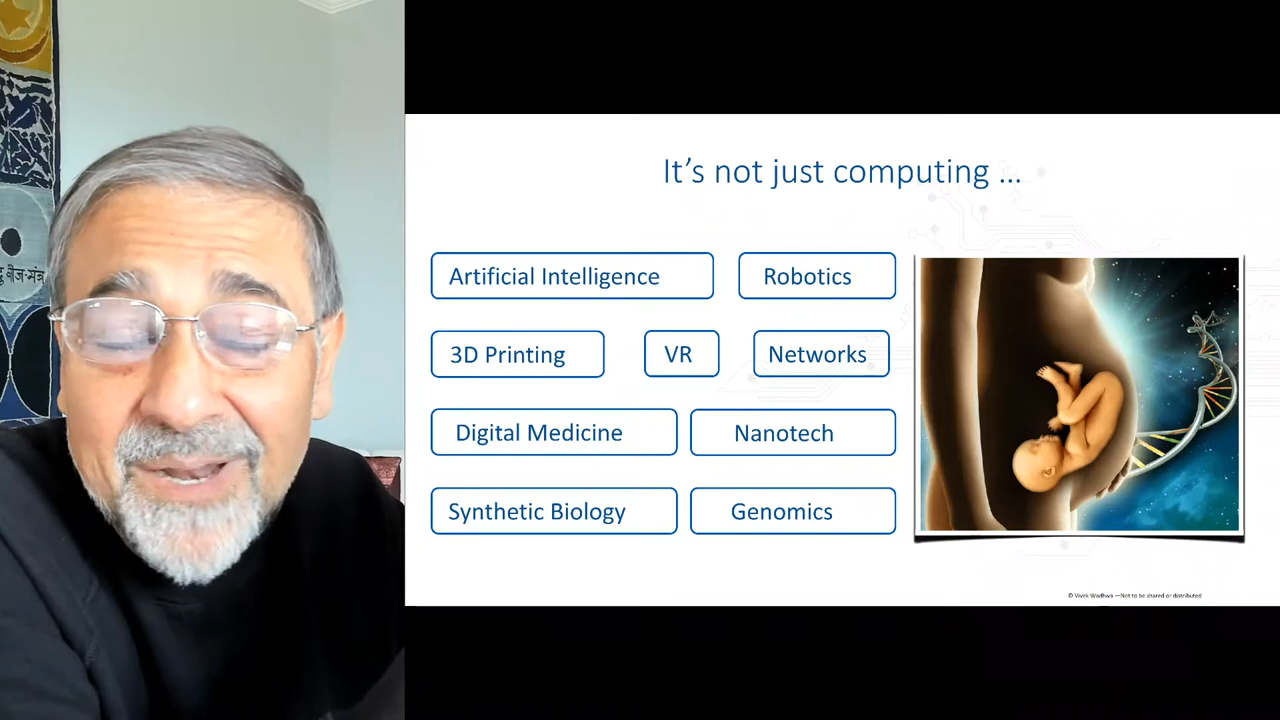 It’s not just computing ...
Artificial Intelligence
Robotics
3D Printing
VR
Networks
Digital Medicine
Nanotech
Synthetic Biology
Genomics
© Vivek Wadhwa —Not to be shared or distributed
बीज-मंत्र